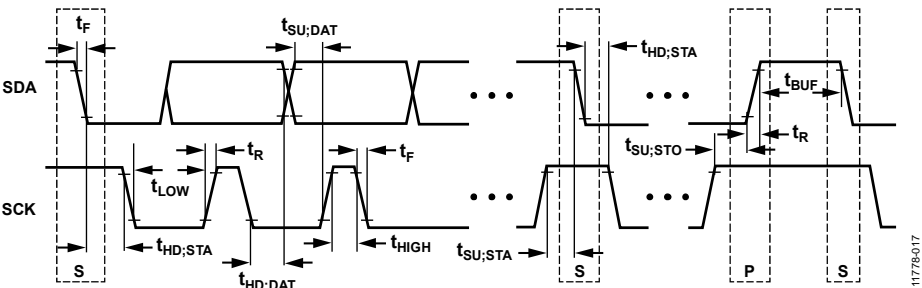 tF
tSU;DAT
tHD;STA
SDA
tBUF
tR
tF
tR
tSU;STO
tLOW
SCK
tHD;STA
tHIGH
tSU;STA
S
tHD;DAT
S
P
S
11778-017